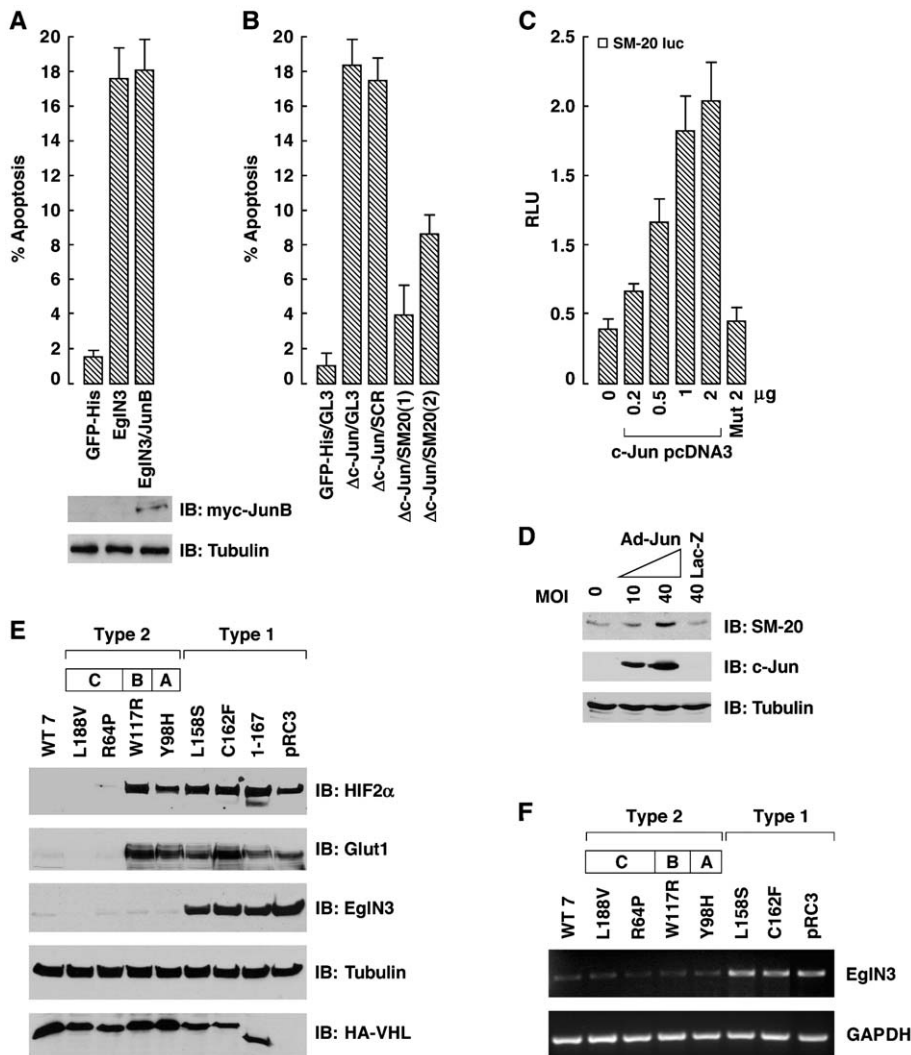 A
20
18
16
14
12
10
8
6
4
2
0
% Apoptosis
GFP-His
EglN3
EglN3/JunB
IB: myc-JunB
IB: Tubulin
B
20
18
16
14
12
10
8
6
4
2
0
% Apoptosis
GFP-His/GL3
Δc-Jun/GL3
Δc-Jun/SCR
Δc-Jun/SM20(1)
Δc-Jun/SM20(2)
C
SM-20 luc
2.5
2.0
1.5
0.5
0
RLU
0 0.2 0.5 1 2 Mut 2 µg
c-Jun pcDNA3
D
Ad-Jun
MOI 0 10 40 40 Lac-Z
IB: SM-20
IB: c-Jun
IB: Tubulin
E
Type 2 Type 1
C B A
WT 7 L188V R64P W117R Y98H L158S C162F 1-167 pRC3
IB: HIF2α
IB: Glut1
IB: EglN3
IB: Tubulin
IB: HA-VHL
F
Type 2 Type 1
C B A
WT 7 L188V R64P W117R Y98H L158S C162F pRC3
EglN3
GAPDH